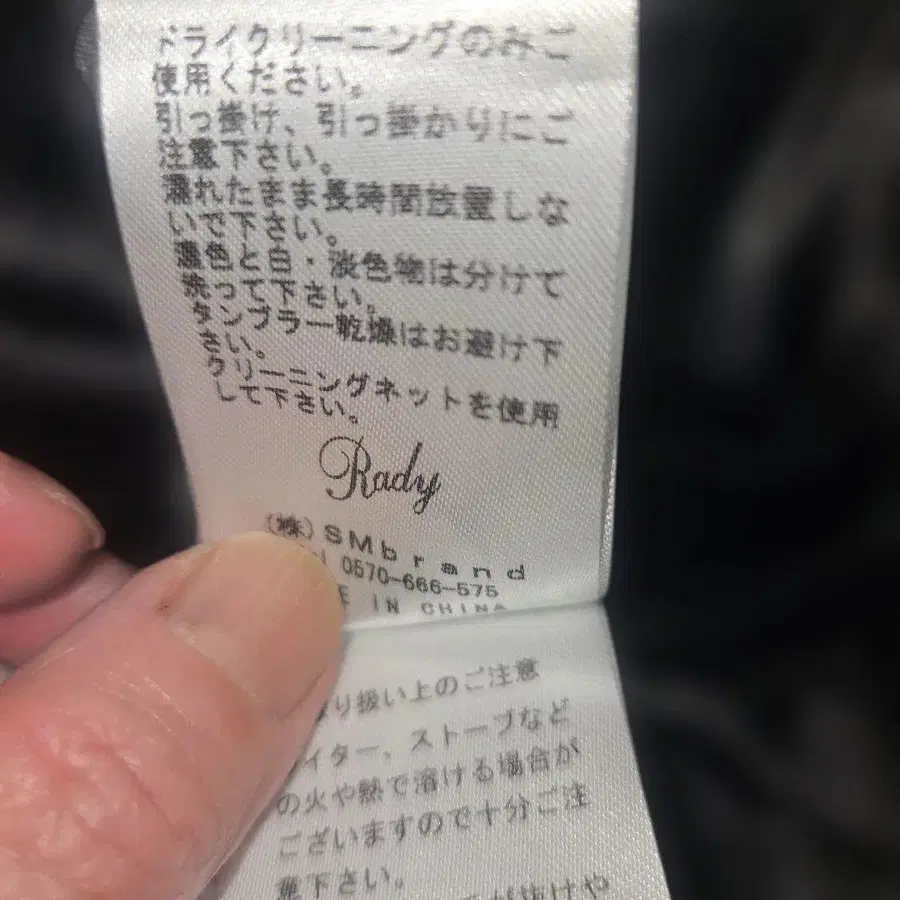 ドライクリーニングのみご
使用ください。
引っ掛け、引っ掛かりにご
注意下さい。
濡れたまま長時間放置しな
いで下さい。
濃色と白・淡色物は分けて
洗って下さい。
タンブラー乾燥はお避け下
さい。
クリーニングネットを使用
して下さい。
Rady
(株)SMbrand
0570-666-575
IN CHINA
り扱い上のご注意
イター、ストーブなど
の火や熱で溶ける場合が
ございますので十分ご注
意下さい。
が抜けや